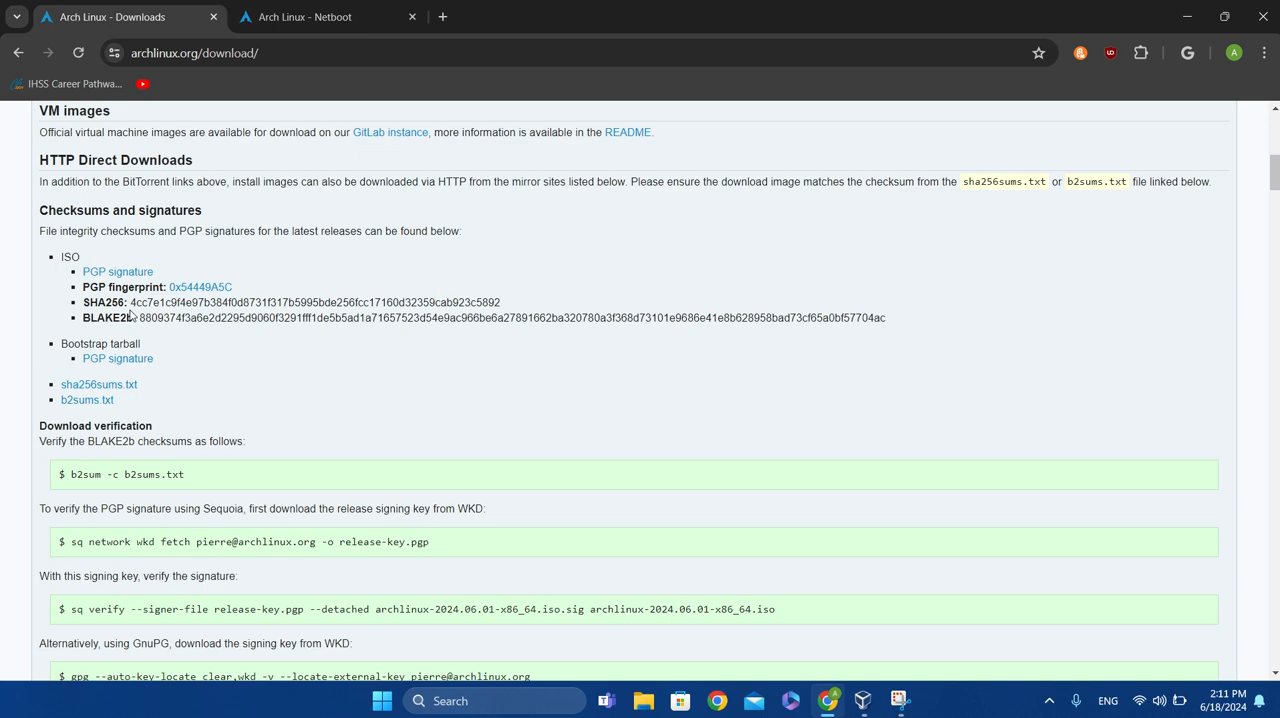 Arch Linux - Downloads
Arch Linux - Netboot
archlinux.org/download/
G
A
IHSS Career Pathwa...
VM images
Official virtual machine images are available for download on our GitLab instance, more information is available in the README.
HTTP Direct Downloads
In addition to the BitTorrent links above, install images can also be downloaded via HTTP from the mirror sites listed below. Please ensure the download image matches the checksum from the sha256sums.txt or b2sums.txt file linked below.
Checksums and signatures
File integrity checksums and PGP signatures for the latest releases can be found below:
ISO
PGP signature
PGP fingerprint: 0x54449A5C
SHA256: 4cc7e1c9f4e97b384f0d8731f317b5995bde256fcc17160d32359cab923c5892
BLAKE2b: 8809374f3a6e2d2295d9060f3291fff1de5b5ad1a71657523d54e9ac966be6a27891662ba320780a3f368d73101e9686e41e8b628958bad73cf65a0bf57704ac
Bootstrap tarball
PGP signature
sha256sums.txt
b2sums.txt
Download verification
Verify the BLAKE2b checksums as follows:
$ b2sum -c b2sums.txt
To verify the PGP signature using Sequoia, first download the release signing key from WKD:
$ sq network wkd fetch pierre@archlinux.org -o release-key.pgp
With this signing key, verify the signature:
$ sq verify --signer-file release-key.pgp --detached archlinux-2024.06.01-x86_64.iso.sig archlinux-2024.06.01-x86_64.iso
Alternatively, using GnuPG, download the signing key from WKD:
$ gpg --auto-key-locate clear,wkd -v --locate-external-key pierre@archlinux.org
Search
ENG
2:11 PM
6/18/2024